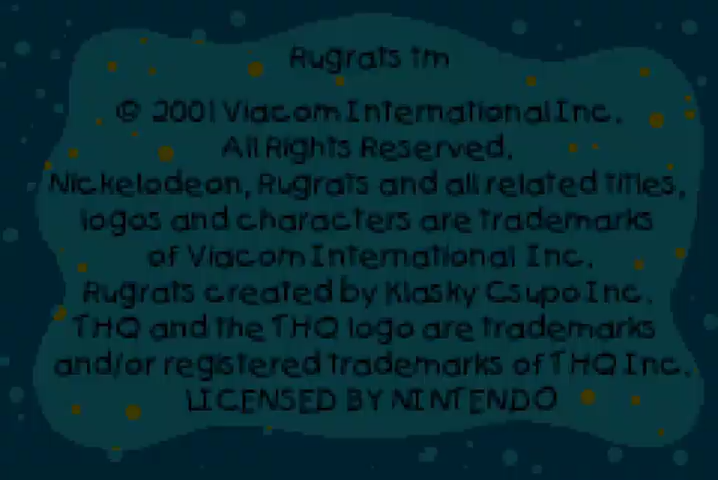 Rugrats tm
© 2001 Viacom International Inc.
All Rights Reserved.
Nickelodeon, Rugrats and all related titles,
logos and characters are trademarks
of Viacom International Inc.
Rugrats created by Klasky Csupo Inc.
THQ and the THQ logo are trademarks
and/or registered trademarks of THQ Inc.
LICENSED BY NINTENDO